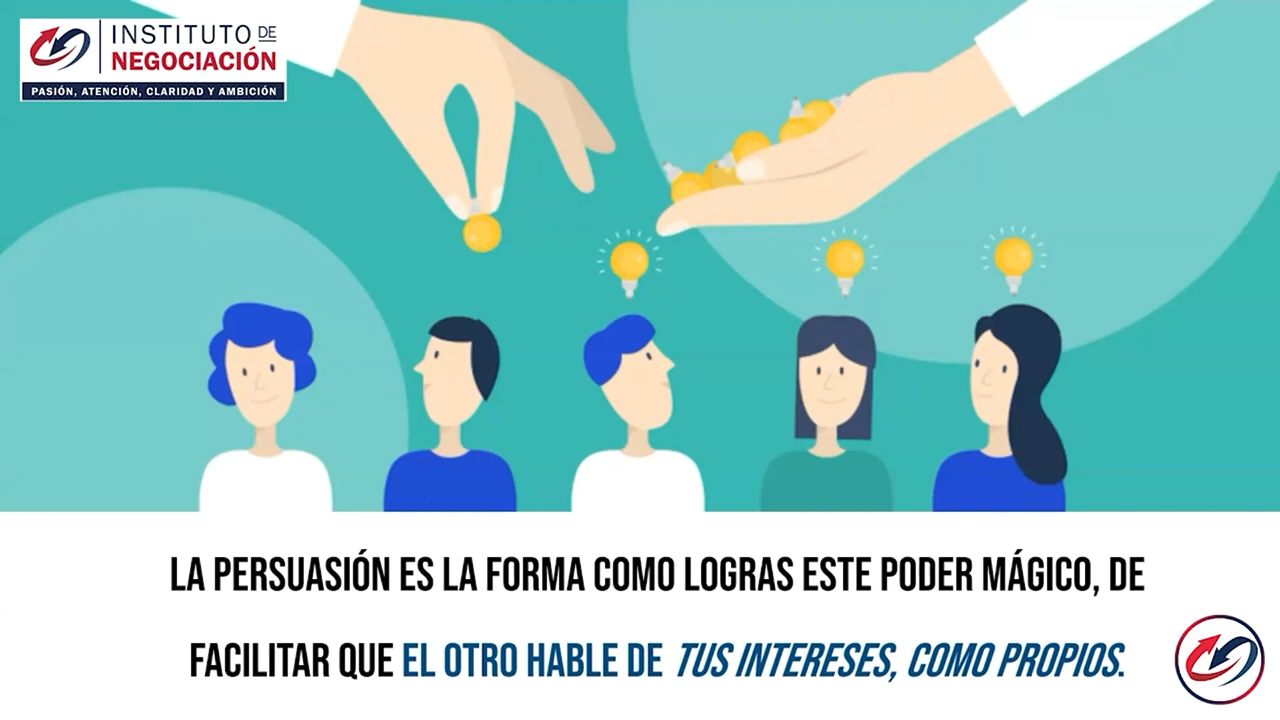 INSTITUTO DE
NEGOCIACIÓN
PASIÓN, ATENCIÓN, CLARIDAD Y AMBICIÓN
LA PERSUASIÓN ES LA FORMA COMO LOGRAS ESTE PODER MÁGICO, DE
FACILITAR QUE EL OTRO HABLE DE TUS INTERESES, COMO PROPIOS.